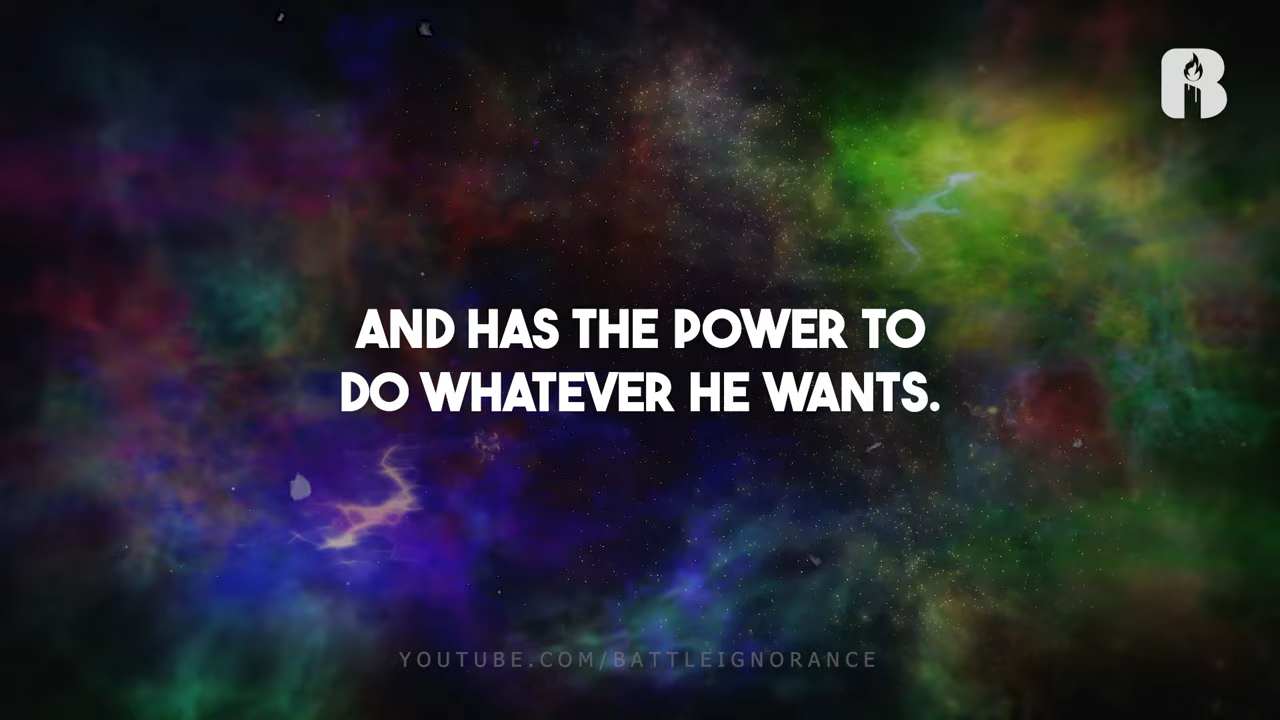 AND HAS THE POWER TO
DO WHATEVER HE WANTS.
YOUTUBE.COM/BATTLEIGNORANCE